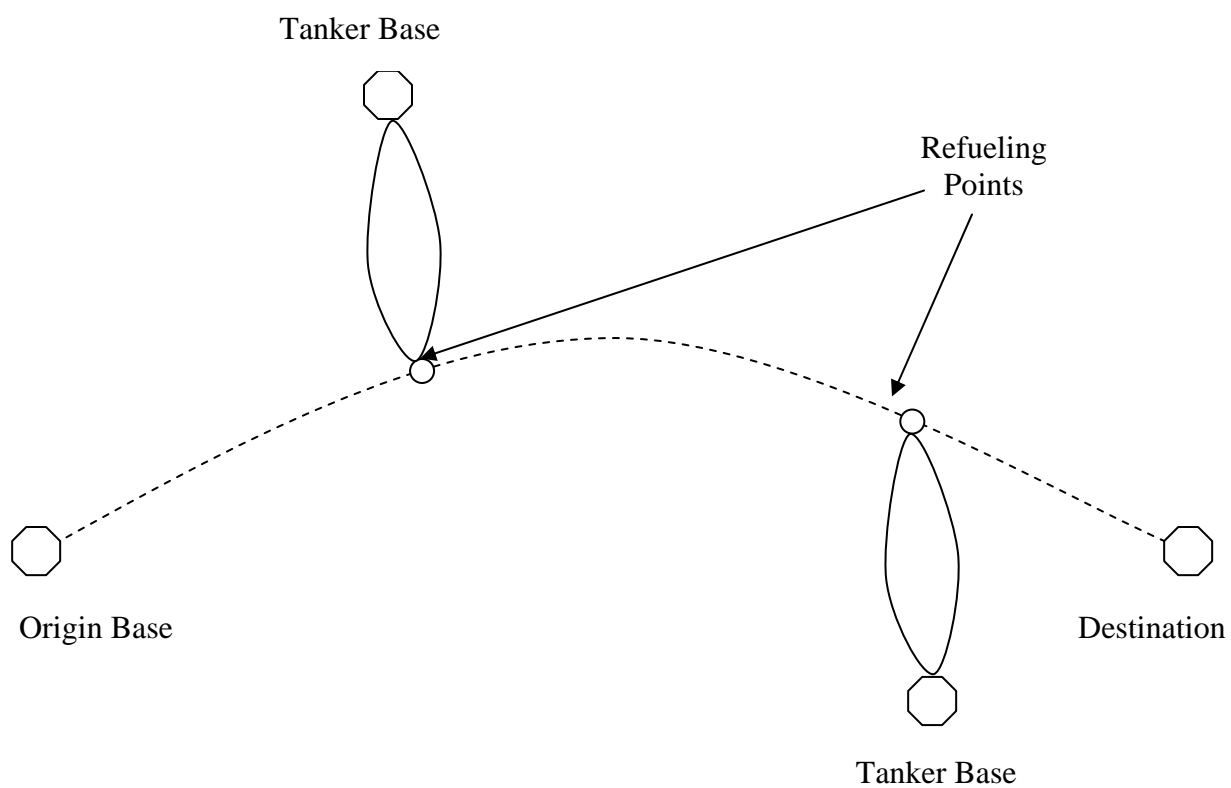 Tanker Base
Refueling
Points
Origin Base
Destination
Tanker Base